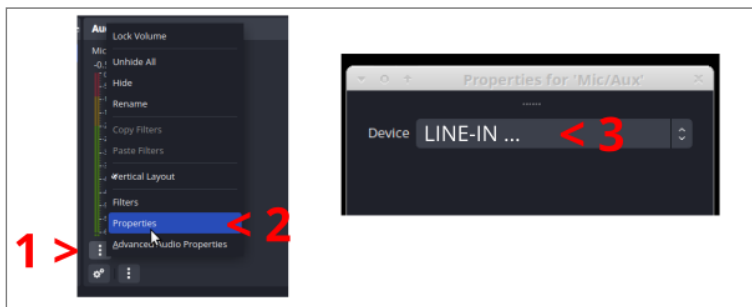 Au
Mic
-0.5
Lock Volume
Unhide All
Hide
Rename
Copy Filters
Paste Filters
Vertical Layout
Filters
Properties
Advanced Audio Properties
1 >
< 2
Properties for 'Mic/Aux'
Device LINE-IN ...
< 3